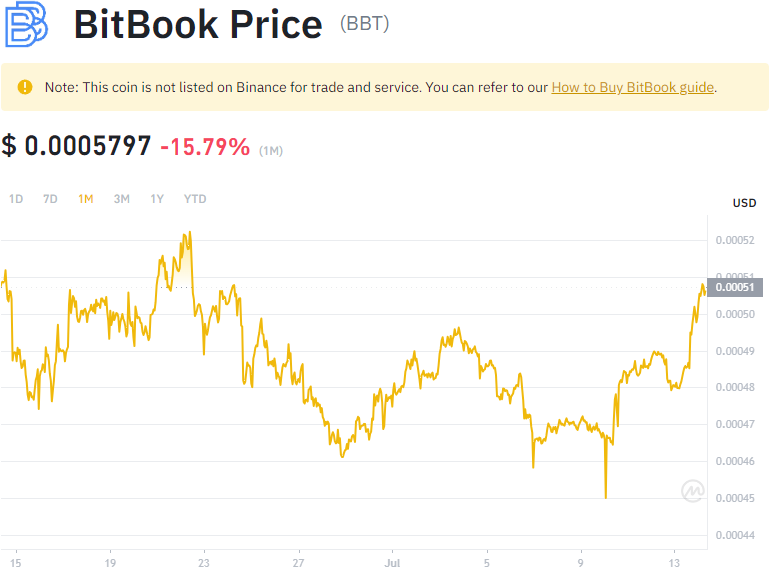 BitBook Price (BBT)
Note: This coin is not listed on Binance for trade and service. You can refer to our How to Buy BitBook guide.
$ 0.0005797 -15.79% (1M)
1D 7D 1M 3M 1Y YTD
USD
0.00052
0.00051
0.00051
0.00050
0.00049
0.00048
0.00047
0.00046
0.00045
0.00044
15 19 23 27 Jul 5 9 13